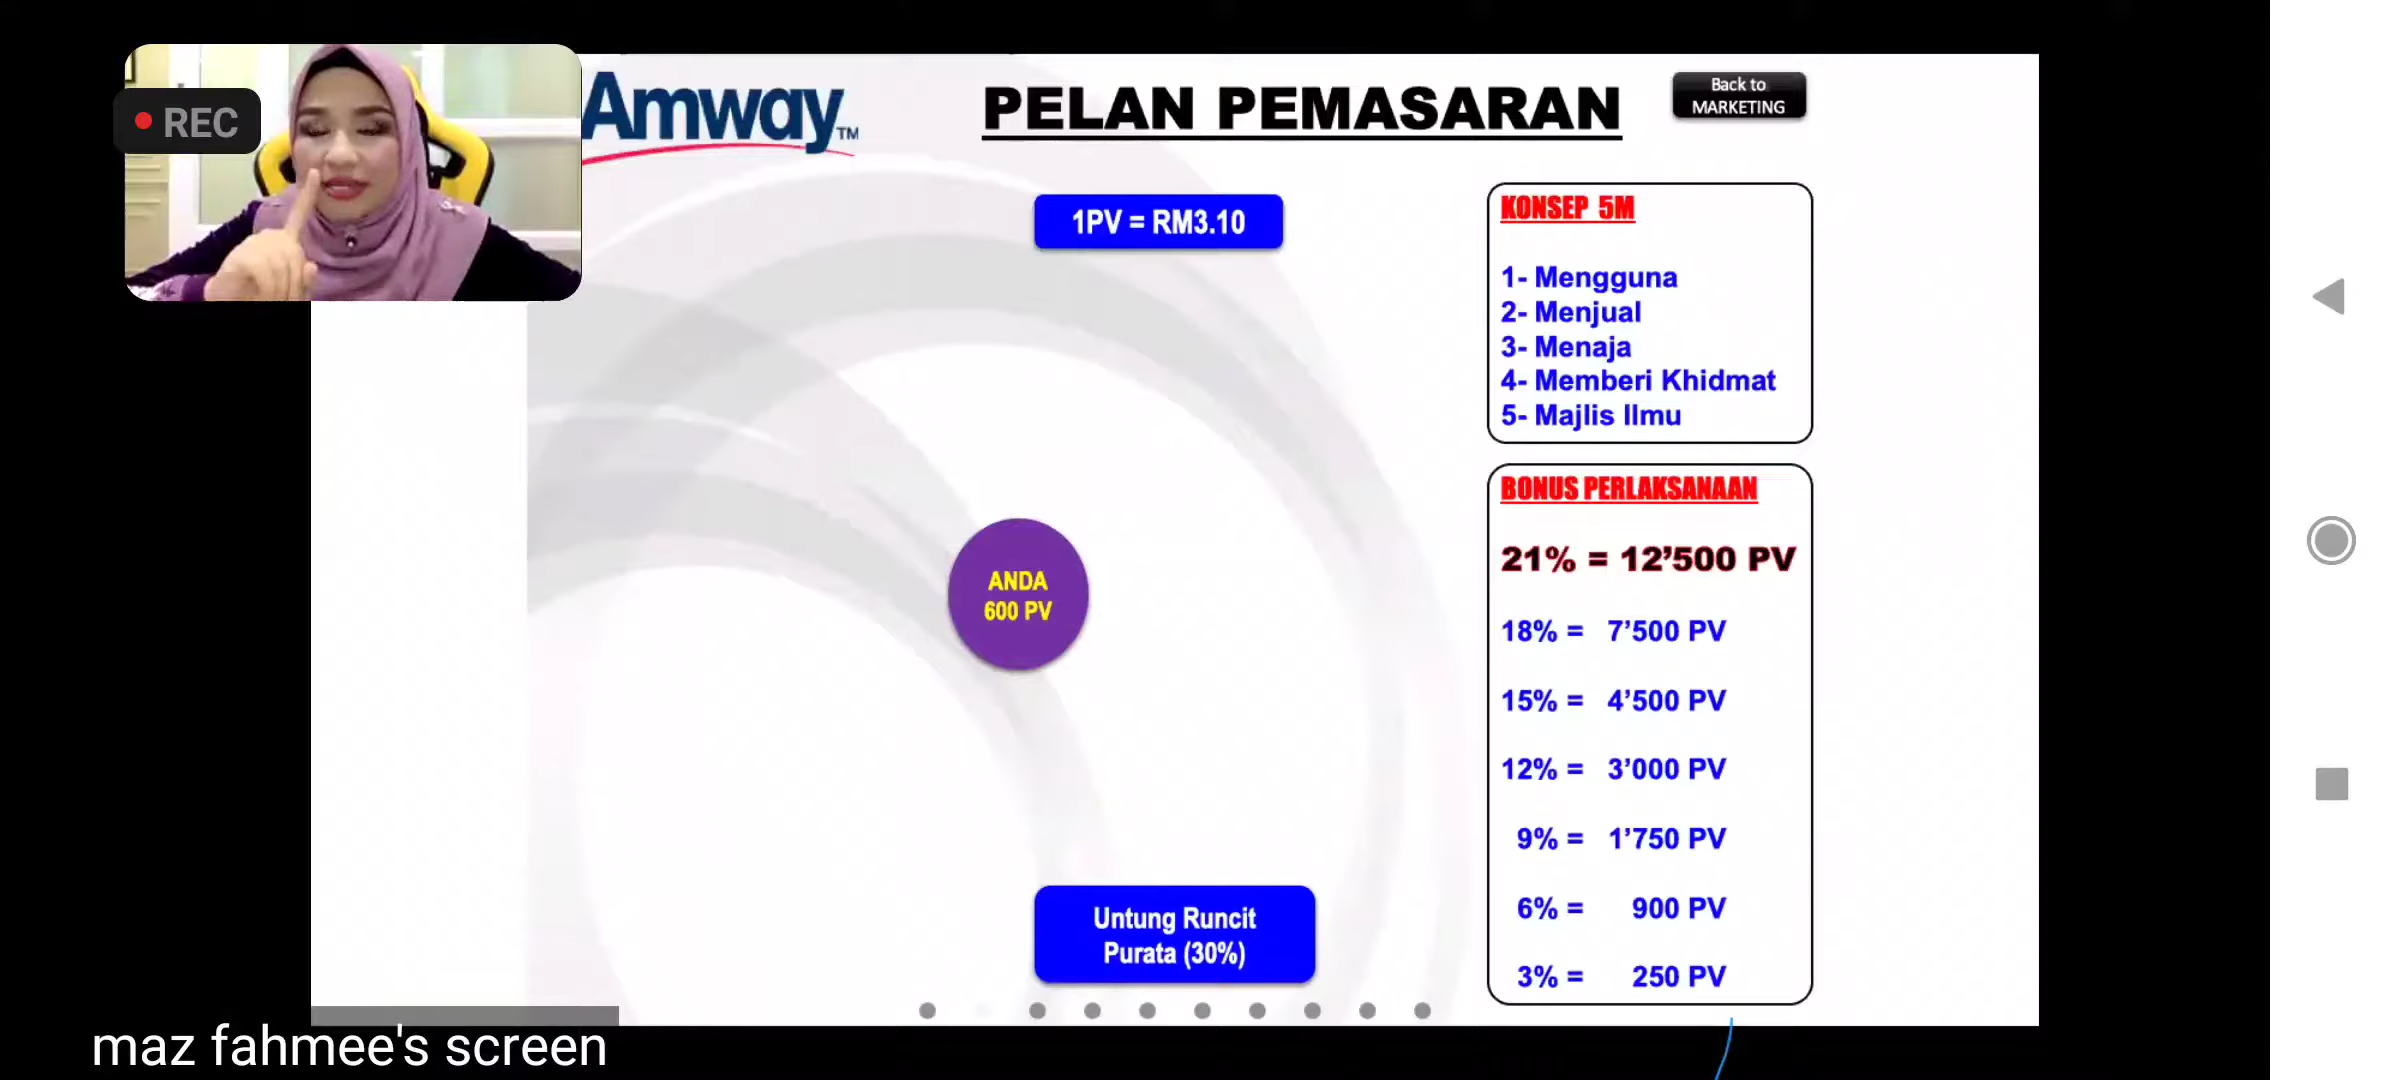 REC
Amway™
PELAN PEMASARAN
Back to
MARKETING
1PV = RM3.10
KONSEP 5M
1- Mengguna
2- Menjual
3- Menaja
4- Memberi Khidmat
5- Majlis Ilmu
BONUS PERLAKSANAAN
21% = 12’500 PV
18% = 7’500 PV
15% = 4’500 PV
12% = 3’000 PV
9% = 1’750 PV
6% = 900 PV
3% = 250 PV
ANDA
600 PV
Untung Runcit
Purata (30%)
maz fahmee's screen